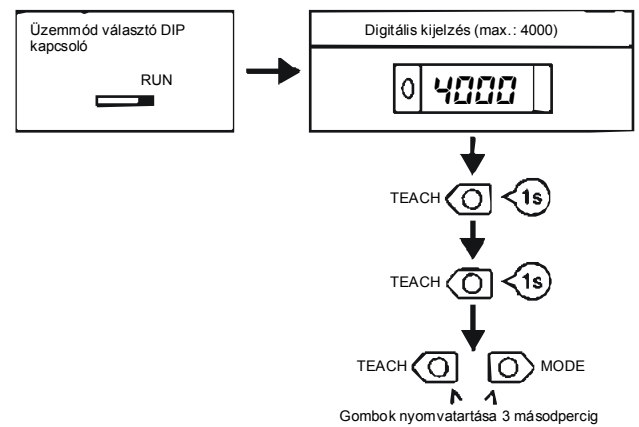 Üzemmód választó DIP
kapcsoló
RUN
Digitális kijelzés (max.: 4000)
4000
TEACH
1s
TEACH
1s
TEACH
MODE
Gombok nyomvatartása 3 másodpercig